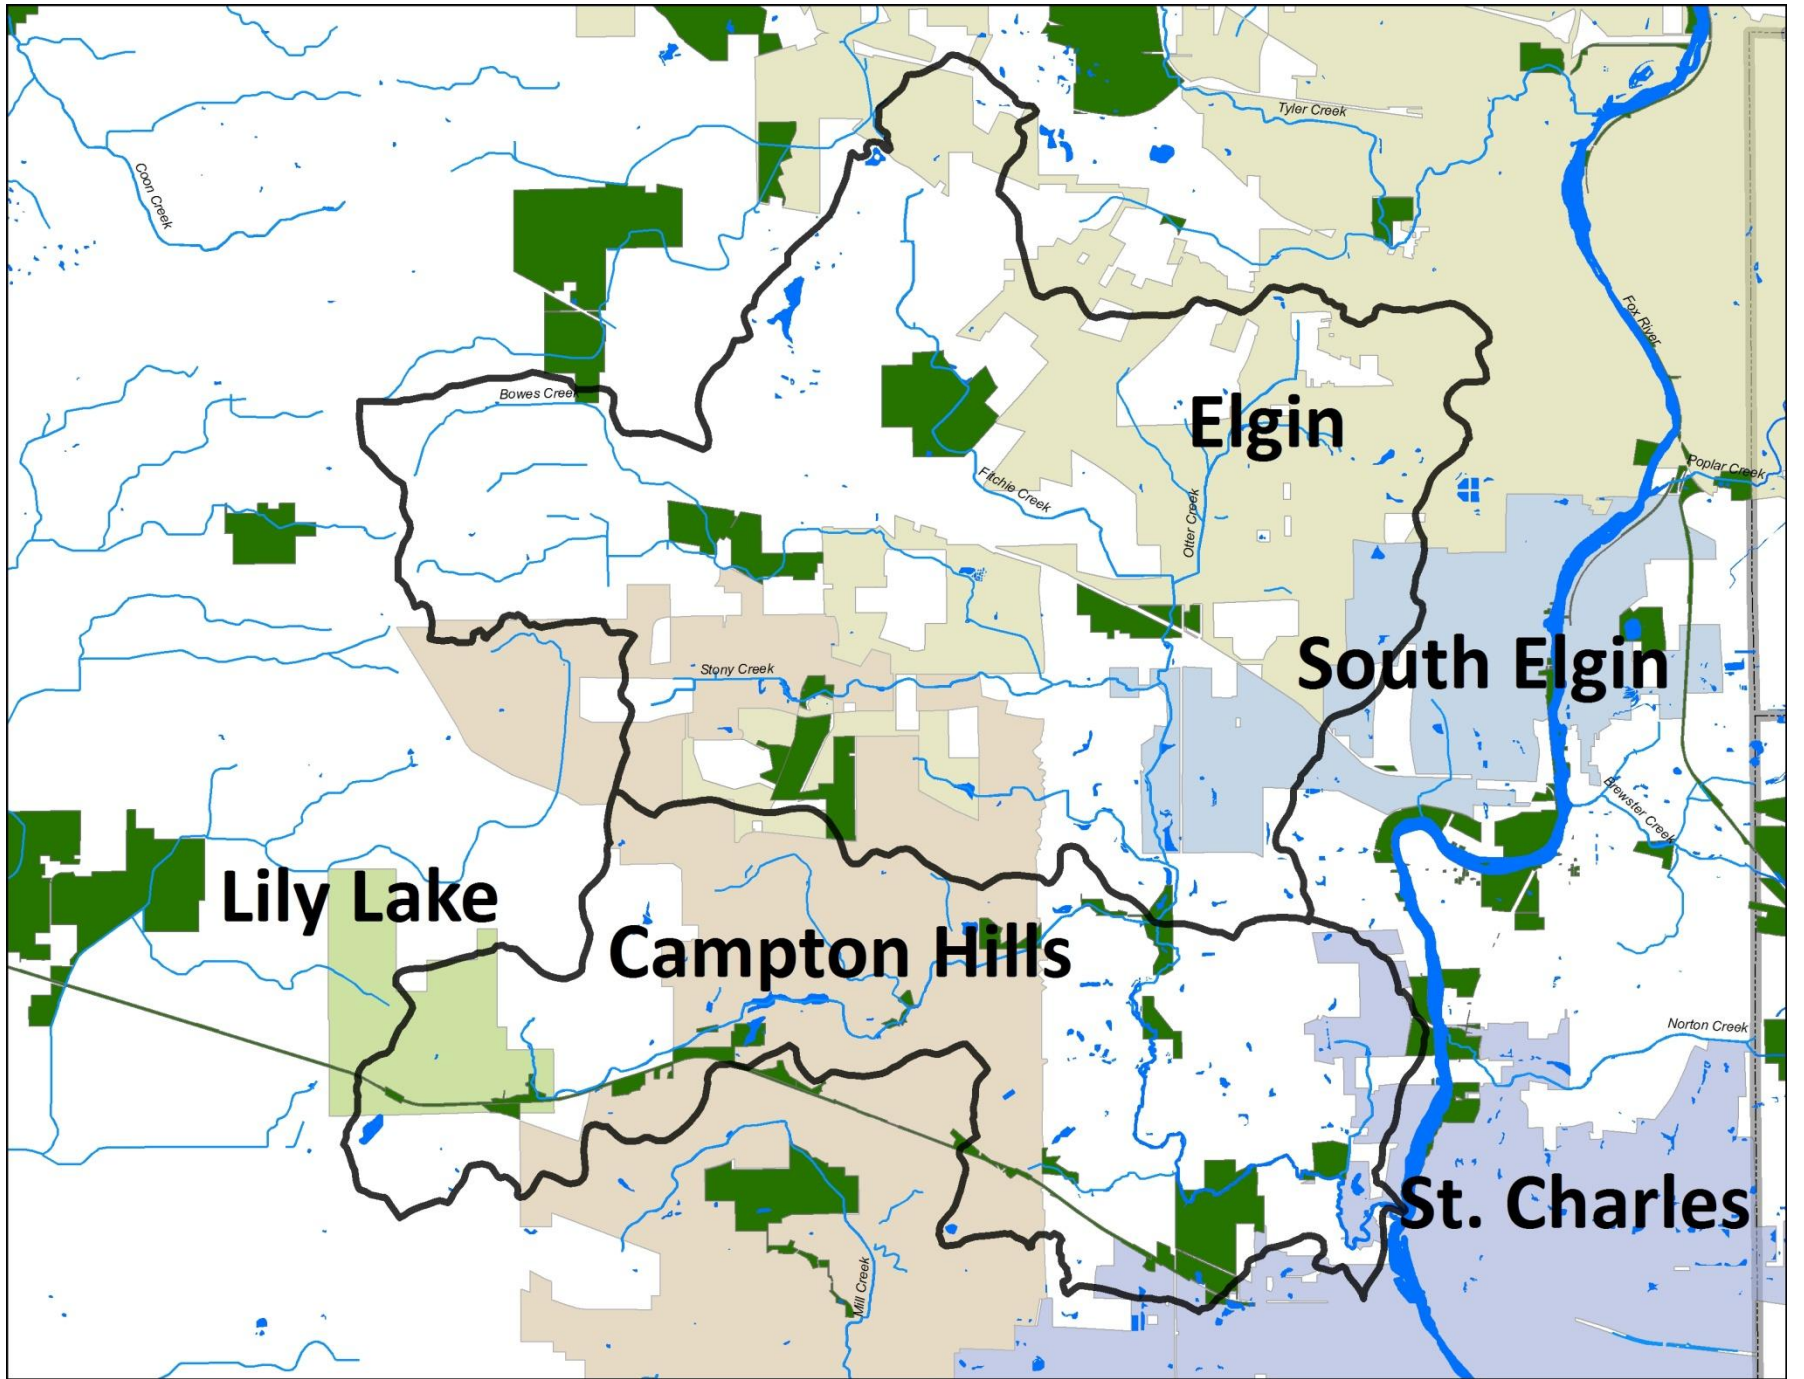 Tyler Creek
Coon Creek
Fox River
Bowes Creek
Elgin
Poplar Creek
Fitchie Creek
Otter Creek
South Elgin
Stony Creek
Brewster Creek
Lily Lake
Campton Hills
Norton Creek
St. Charles
Mill Creek